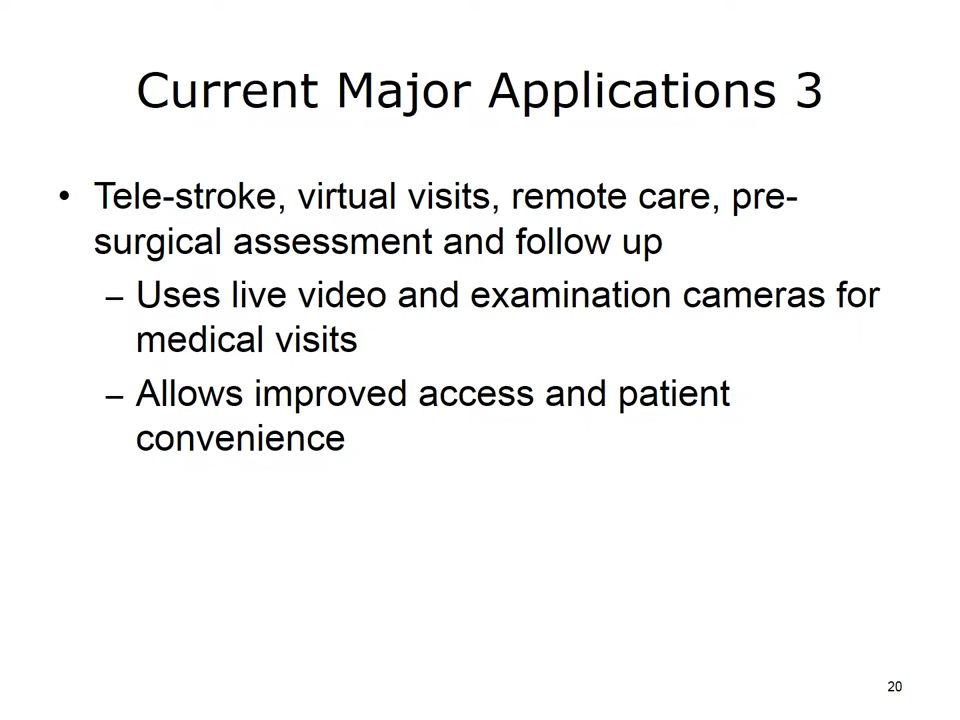 Current Major Applications 3
• Tele-stroke, virtual visits, remote care, pre-
surgical assessment and follow up
– Uses live video and examination cameras for
medical visits
– Allows improved access and patient
convenience
20